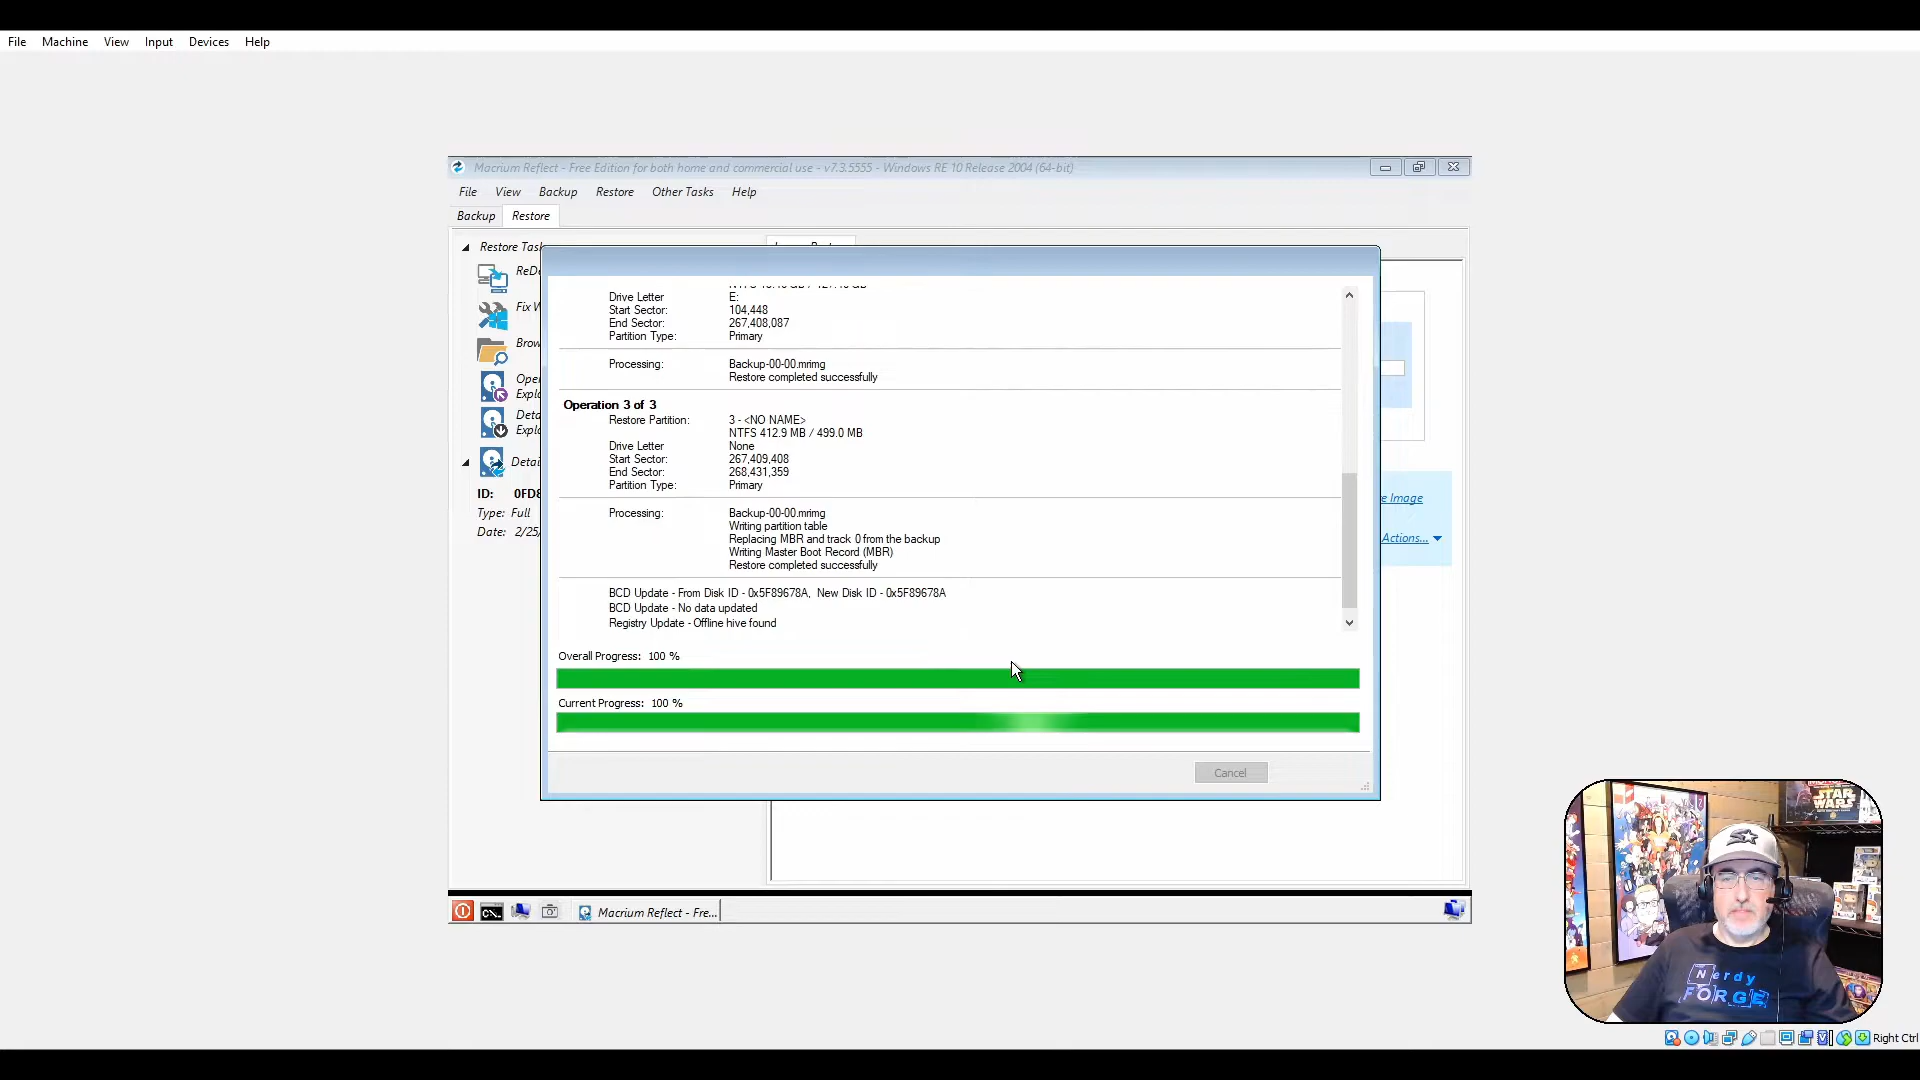 File Machine View Input Devices Help
Macrium Reflect - Free Edition for both home and commercial use - v7.3.5555 - Windows RE 10 Release 2004 (64-bit)
File View Backup Restore Other Tasks Help
Backup Restore
Restore
Drive Letter E:
Start Sector: 104,448
End Sector: 267,408,087
Partition Type: Primary
Processing: Backup-00-00.mrimg
Restore completed successfully
Operation 3 of 3
Restore Partition: 3 - <NO NAME>
NTFS 412.9 MB / 499.0 MB
Drive Letter None
Start Sector: 267,409,408
End Sector: 268,431,359
Partition Type: Primary
Processing: Backup-00-00.mrimg
Writing partition table
Replacing MBR and track 0 from the backup
Writing Master Boot Record (MBR)
Restore completed successfully
BCD Update - From Disk ID - 0x5F89678A, New Disk ID - 0x5F89678A
BCD Update - No data updated
Registry Update - Offline hive found
Overall Progress: 100 %
Current Progress: 100 %
Cancel
ID: 0FD8
Type: Full
Date: 2/25/
Image
Actions...
Macrium Reflect - Fre...
STAR WARS
Nerdy
FORGE
Right Ctrl